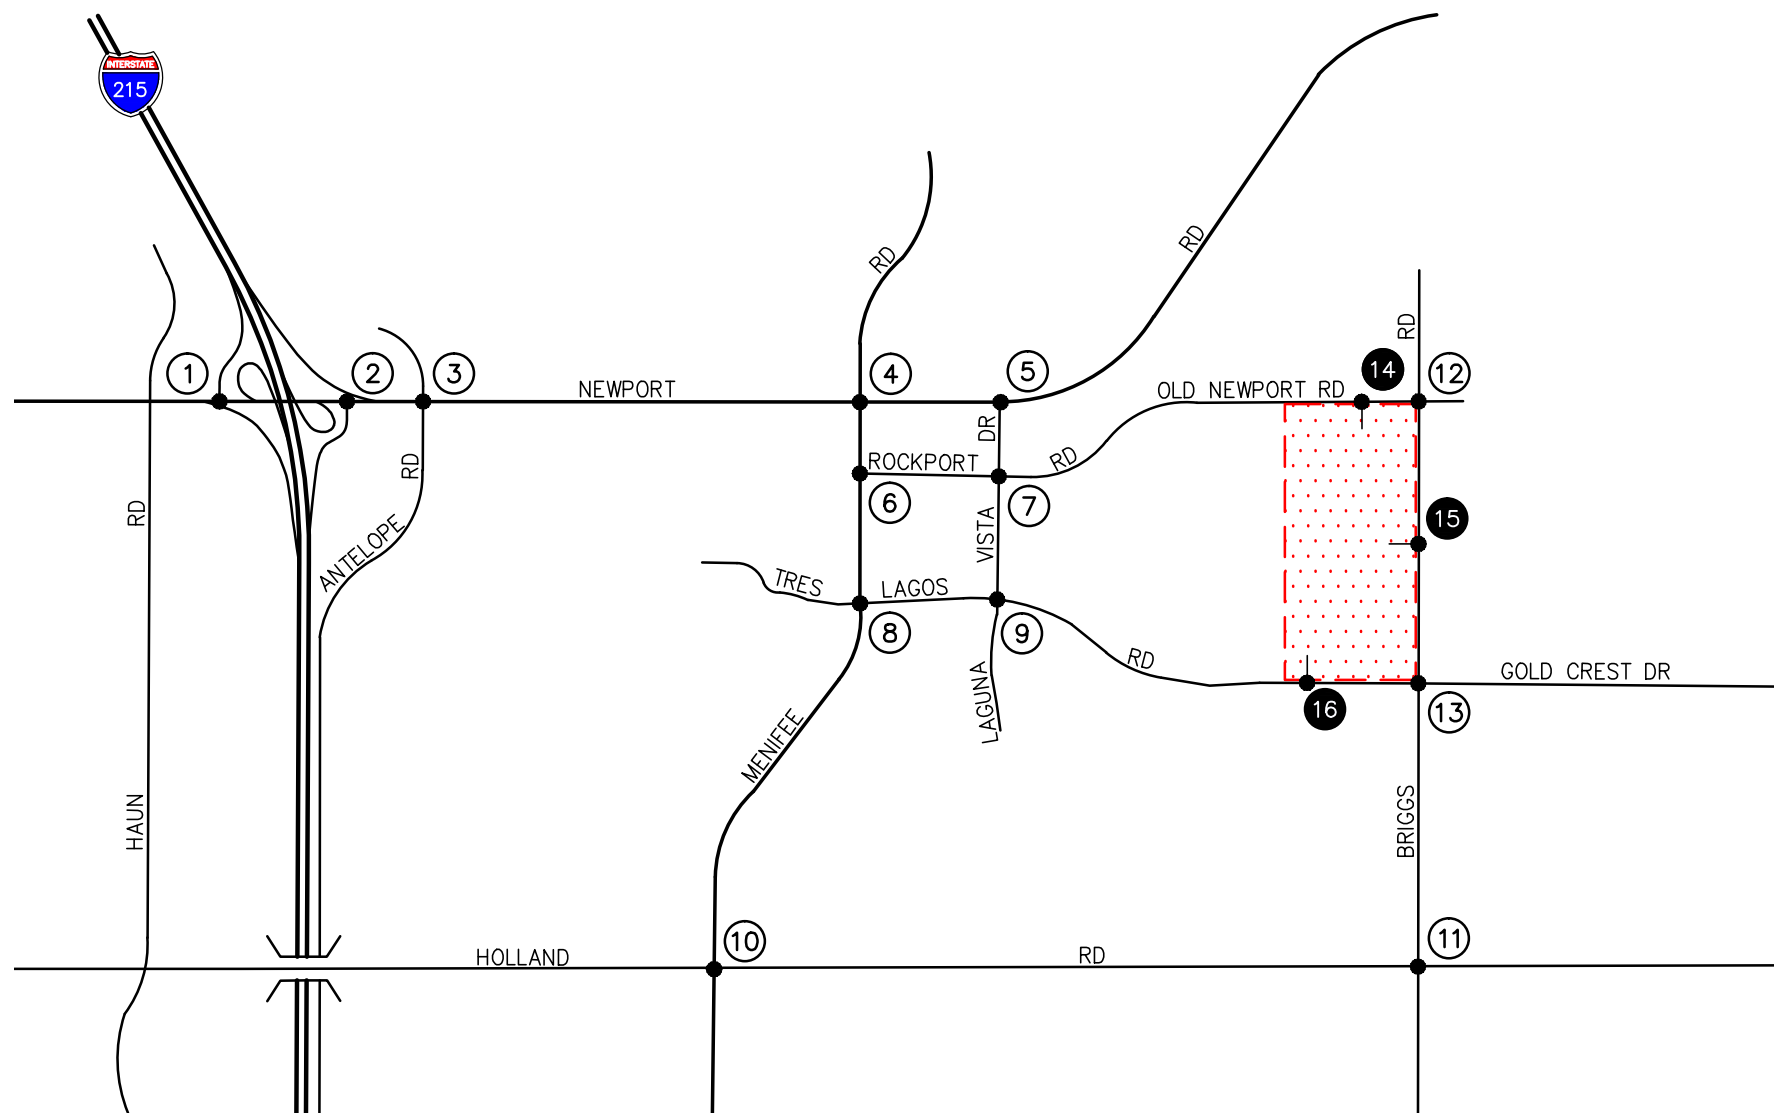 INTERSTATE
215
RD
RD
RD
1
2
3
4
5
14
12
NEWPORT
OLD NEWPORT RD
DR
RD
RD
ROCKPORT
RD
6
7
15
ANTELOPE
VISTA
TRES
LAGOS
8
9
RD
LAGUNA
GOLD CREST DR
16
13
MENIFEE
HAUN
BRIGGS
10
11
HOLLAND
RD
RD